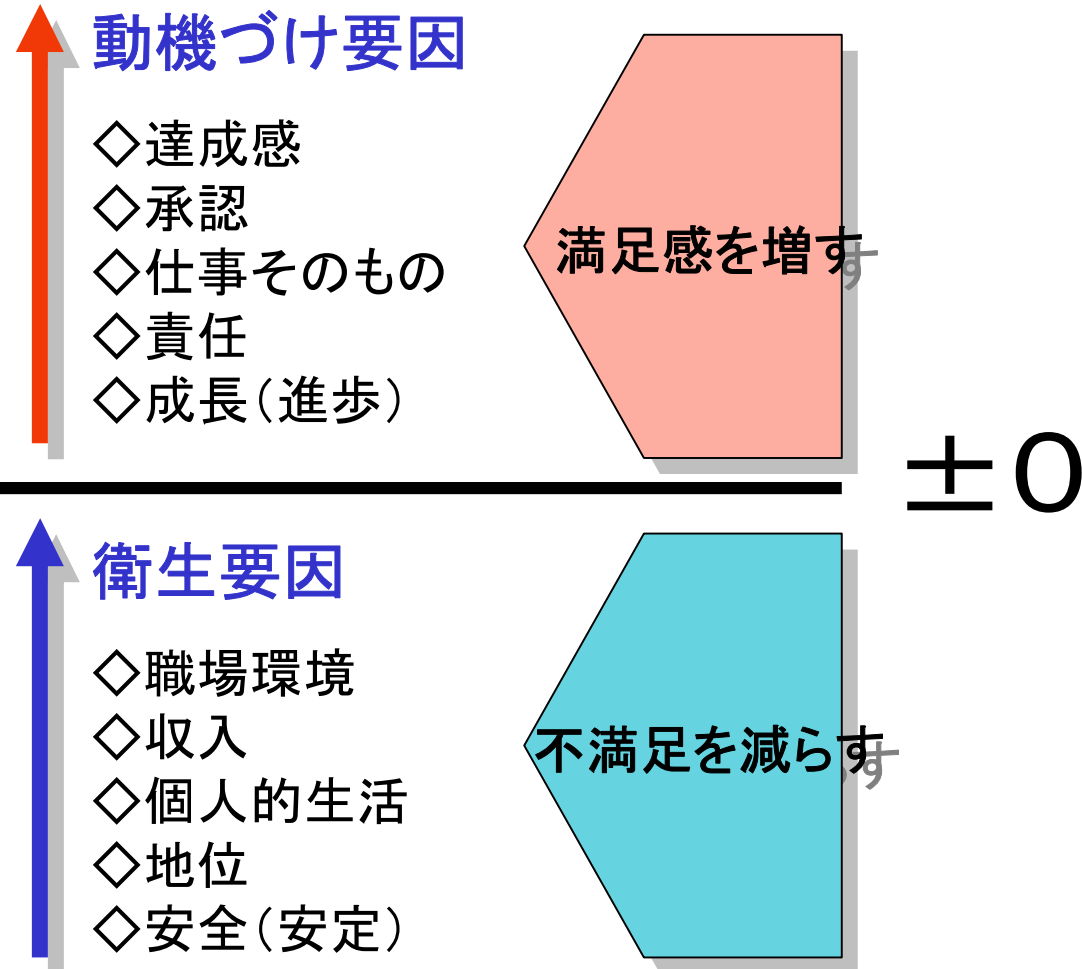 動機づけ要因
◇達成感
◇承認
◇仕事そのもの
◇責任
◇成長（進歩）
満足感を増す
±0
衛生要因
◇職場環境
◇収入
◇個人的生活
◇地位
◇安全（安定）
不満足を減らす